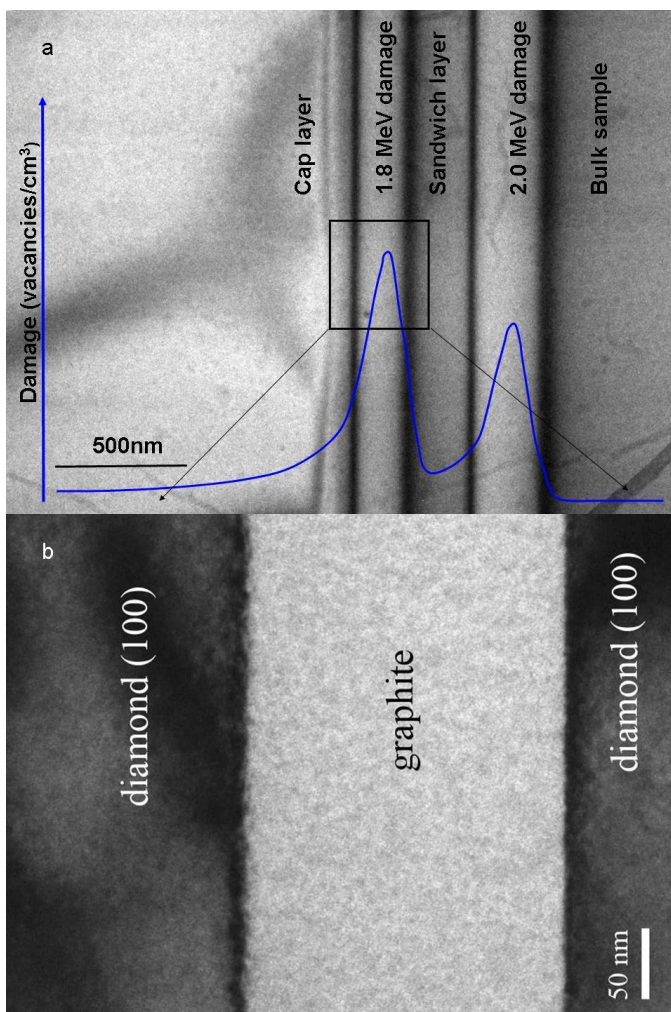 a
Damage (vacancies/cm³)
Cap layer
1.8 MeV damage
Sandwich layer
2.0 MeV damage
Bulk sample
500nm
b
diamond (100)
graphite
diamond (100)
50 nm